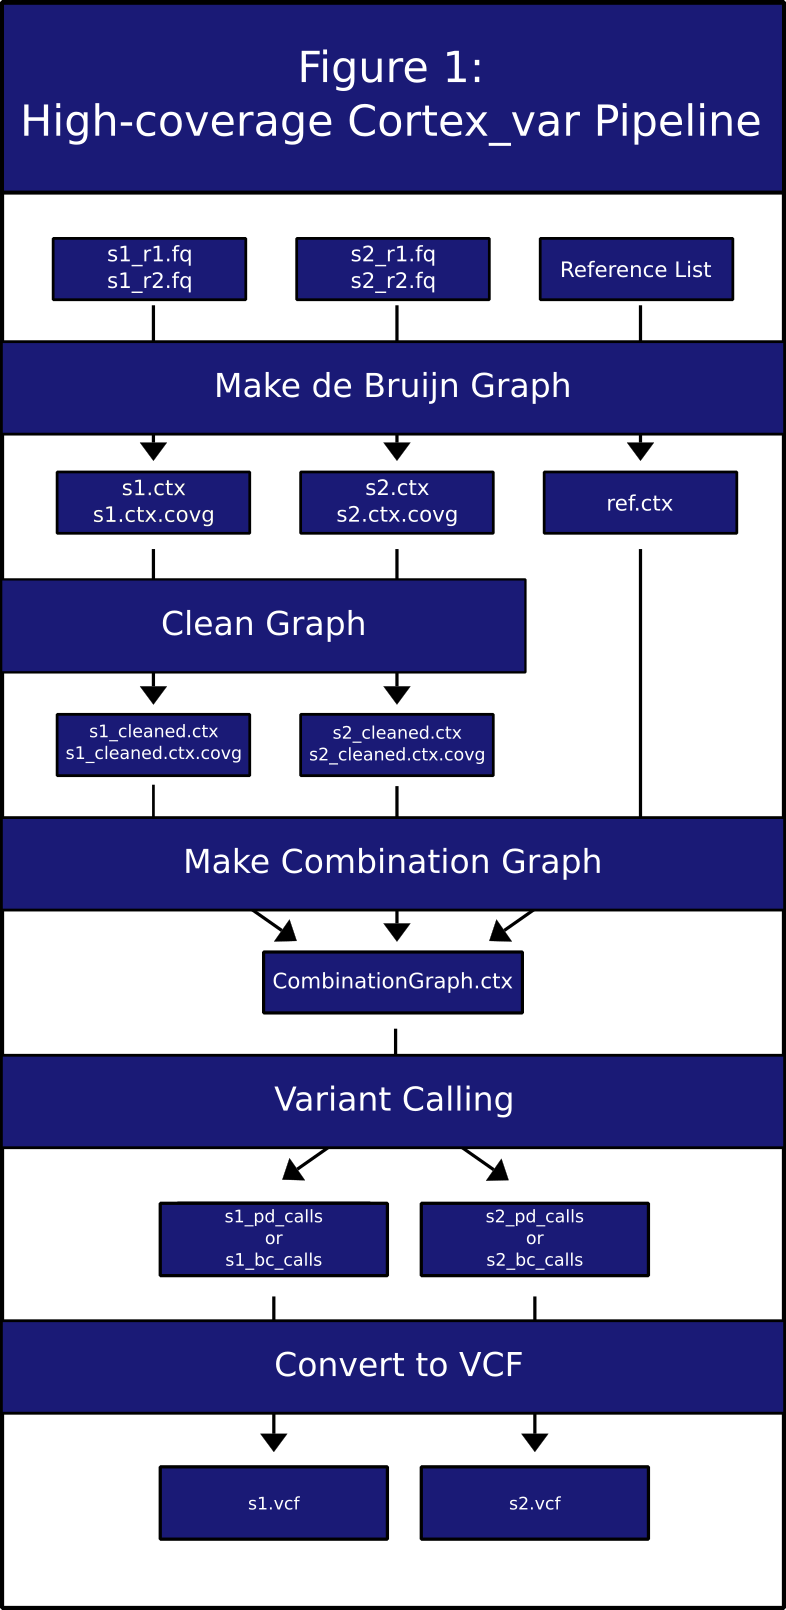 Figure 1:
High-coverage Cortex_var Pipeline
s1_r1.fq
s1_r2.fq
s2_r1.fq
s2_r2.fq
Reference List
Make de Bruijn Graph
s1.ctx
s1.ctx.covg
s2.ctx
s2.ctx.covg
ref.ctx
Clean Graph
s1_cleaned.ctx
s1_cleaned.ctx.covg
s2_cleaned.ctx
s2_cleaned.ctx.covg
Make Combination Graph
CombinationGraph.ctx
Variant Calling
s1_pd_calls
or
s1_bc_calls
s2_pd_calls
or
s2_bc_calls
Convert to VCF
s1.vcf
s2.vcf